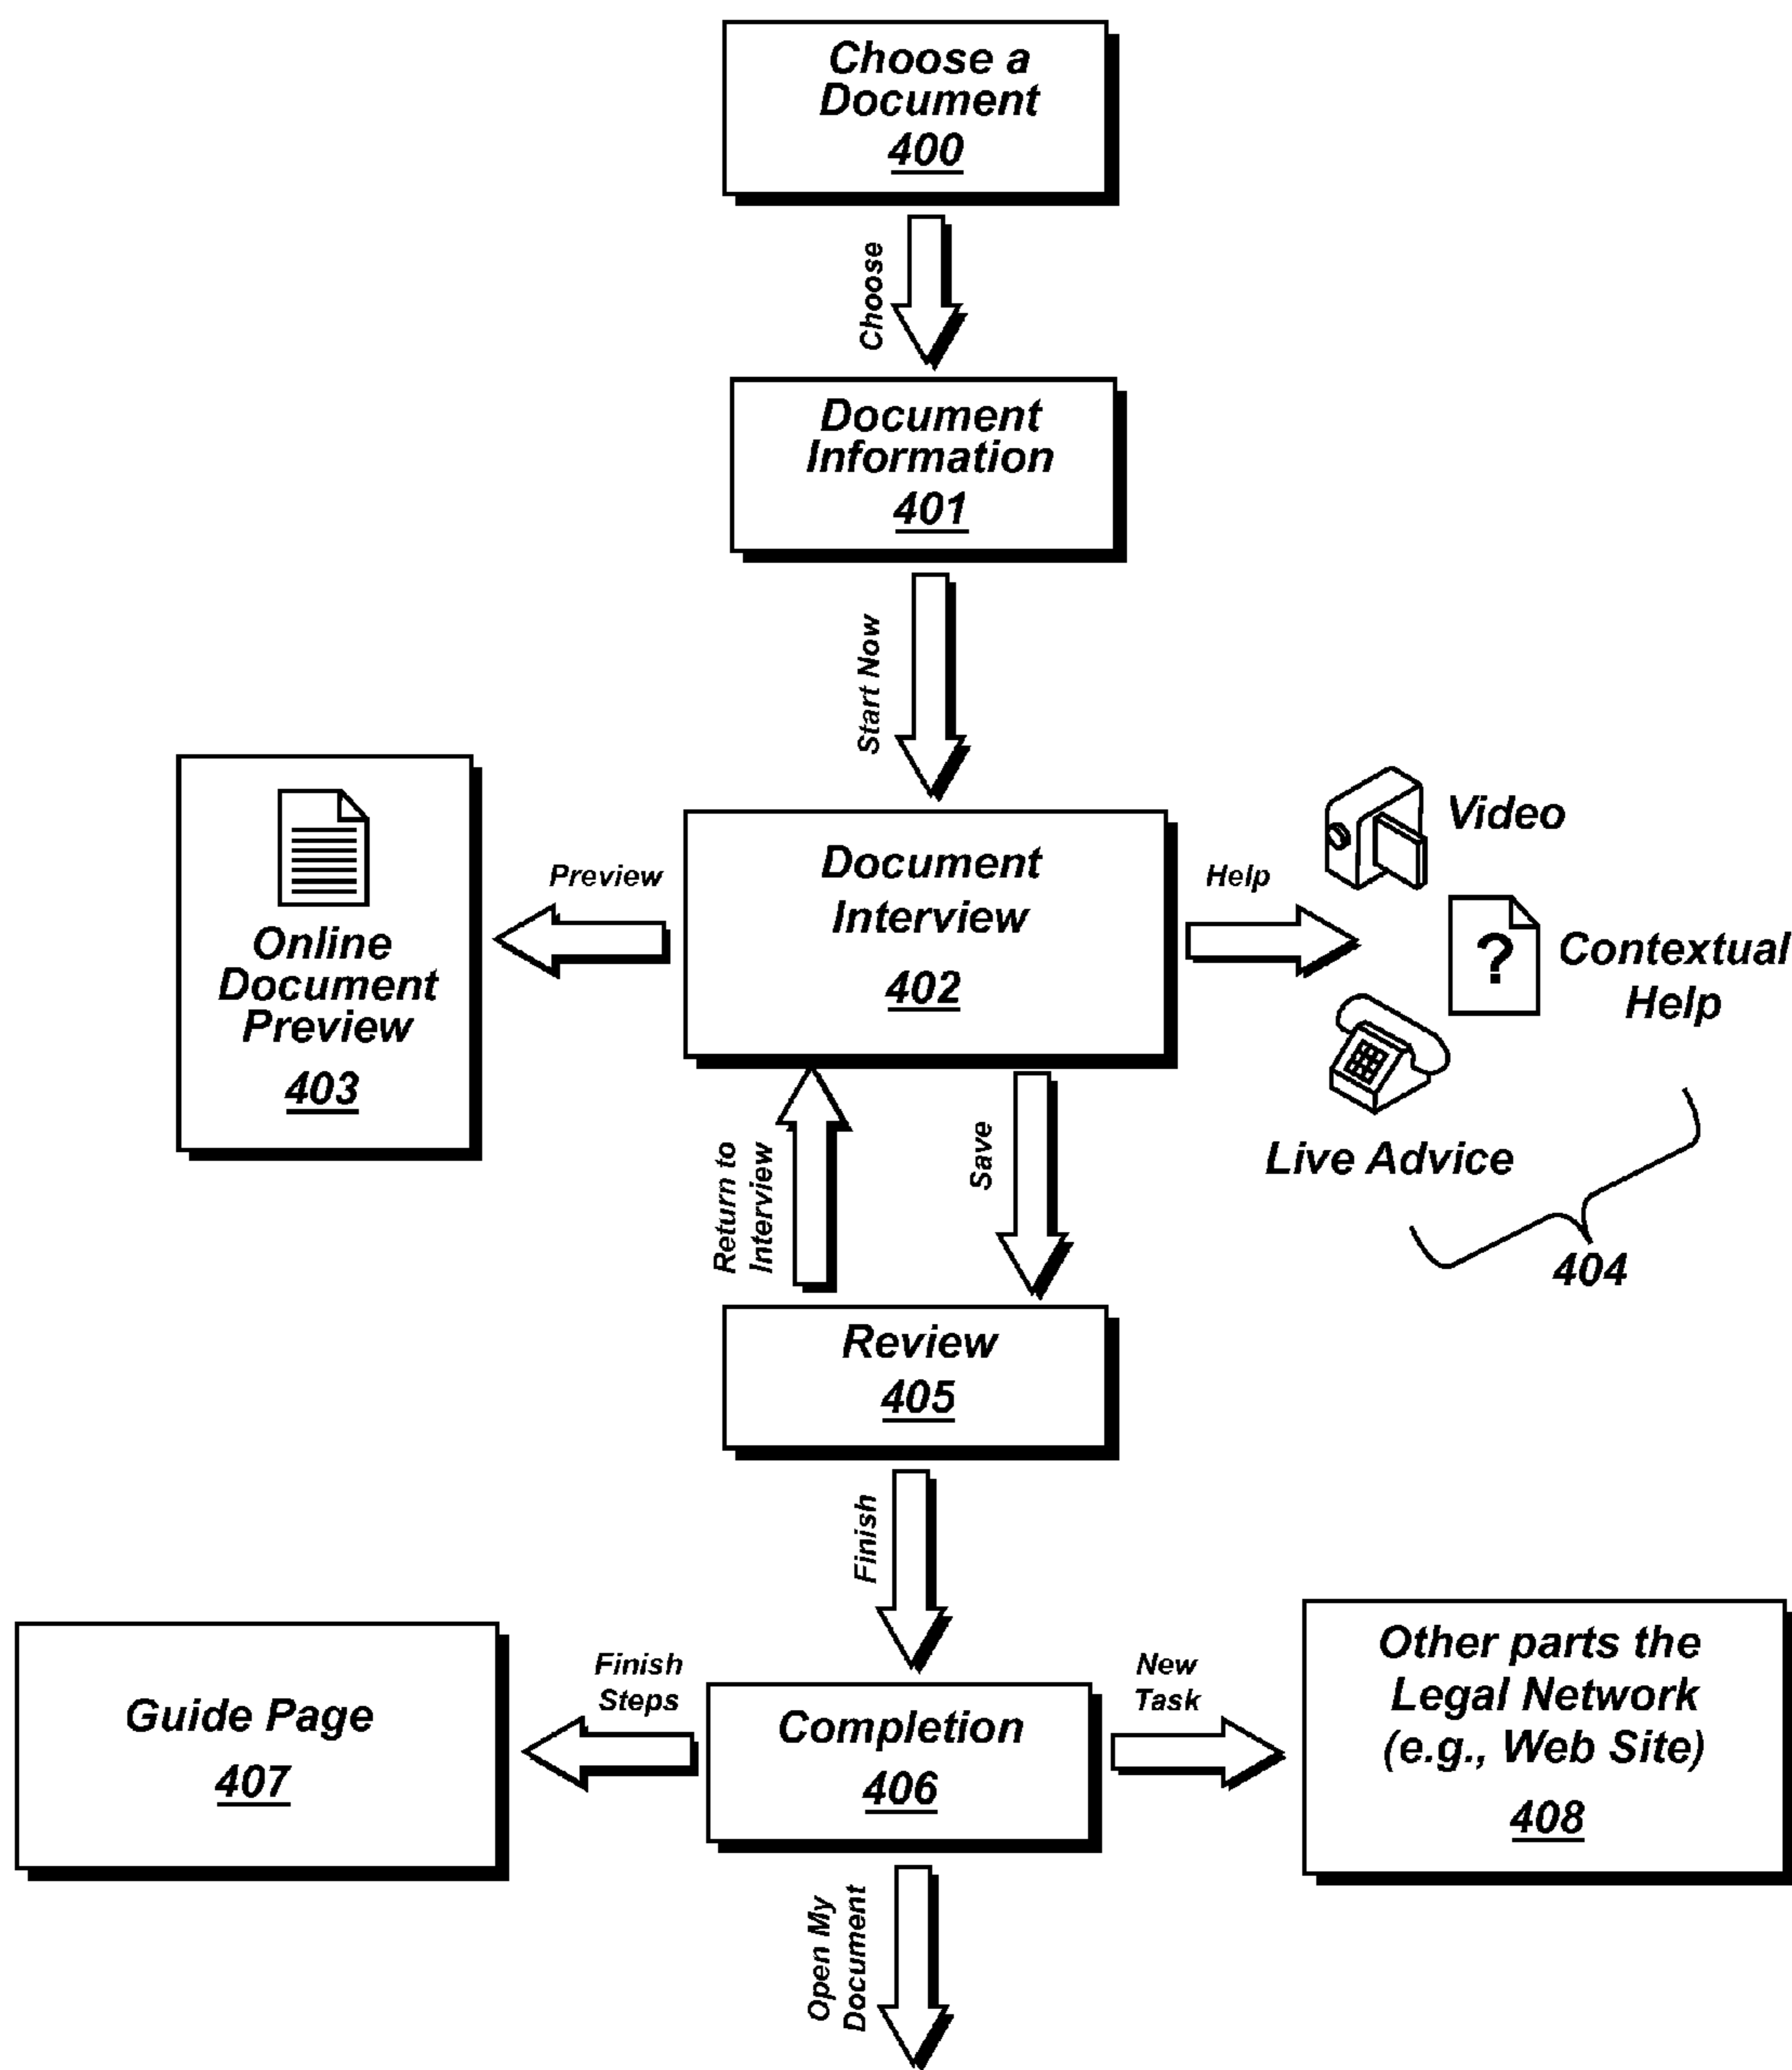 Choose a
Document
400
Choose
Document
Information
401
Start Now
Online
Document
Preview
403
Preview
Document
Interview
402
Help
Video
?
Contextual
Help
Live Advice
404
Return to
Interview
Save
Review
405
Finish
Guide Page
407
Finish
Steps
Completion
406
New
Task
Other parts the
Legal Network
(e.g., Web Site)
408
Open My
Document